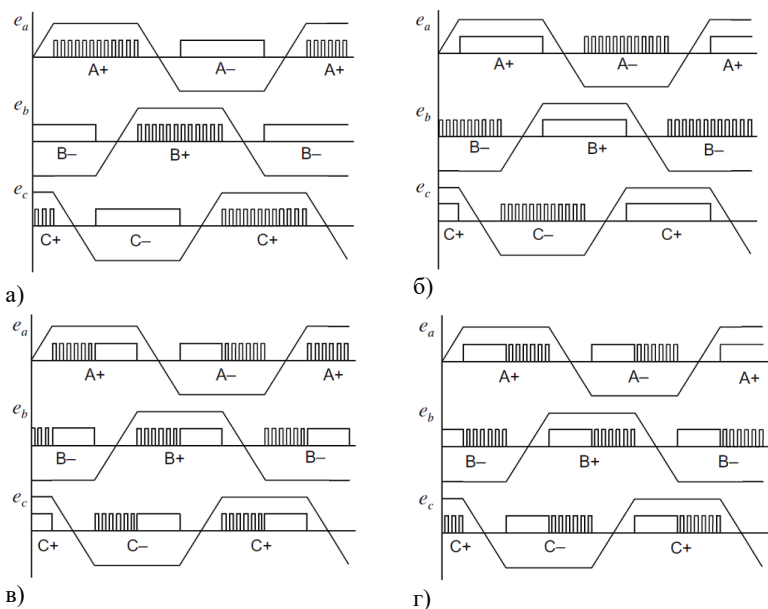 e_a
A+ A– A+
e_b
B– B+ B–
e_c
C+ C– C+
а)
e_a
A+ A– A+
e_b
B– B+ B–
e_c
C+ C– C+
б)
e_a
A+ A– A+
e_b
B– B+ B–
e_c
C+ C– C+
в)
e_a
A+ A– A+
e_b
B– B+ B–
e_c
C+ C– C+
г)